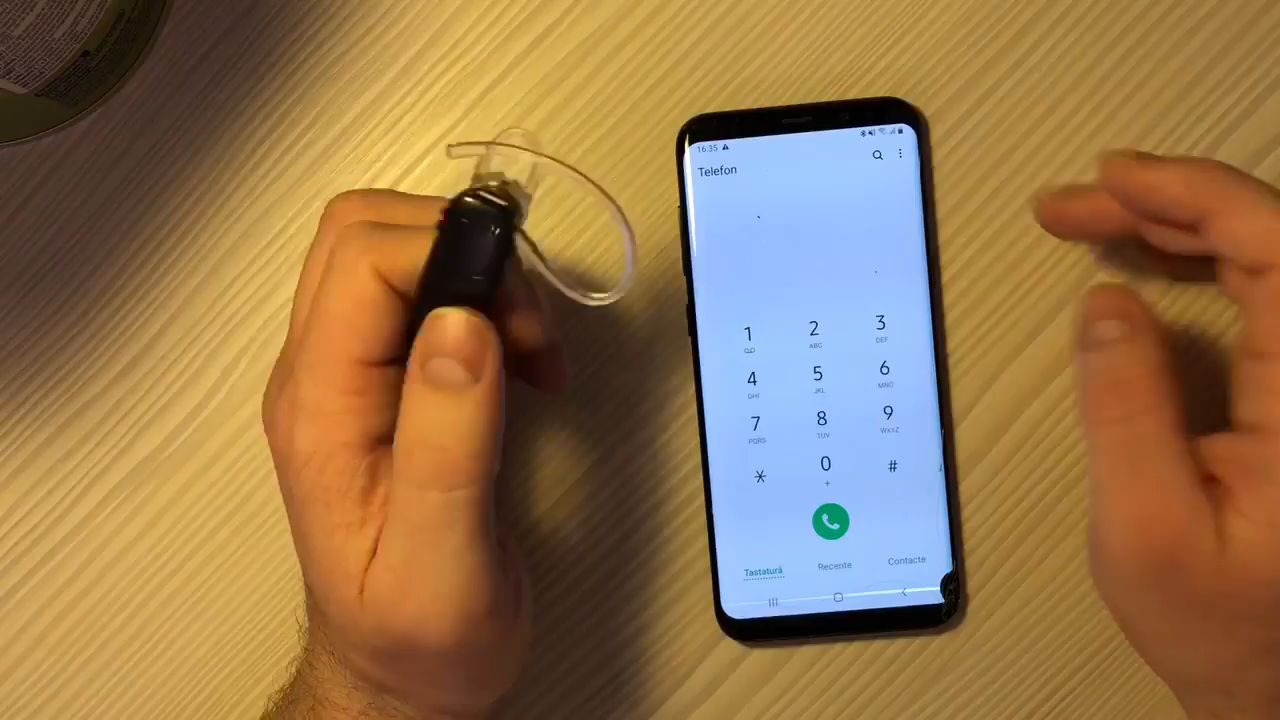 16:35
Telefon
1 2 3
ABC DEF
4 5 6
GHI JKL MNO
7 8 9
PQRS TUV WXYZ
* 0 #
+
Tastatură Recente Contacte